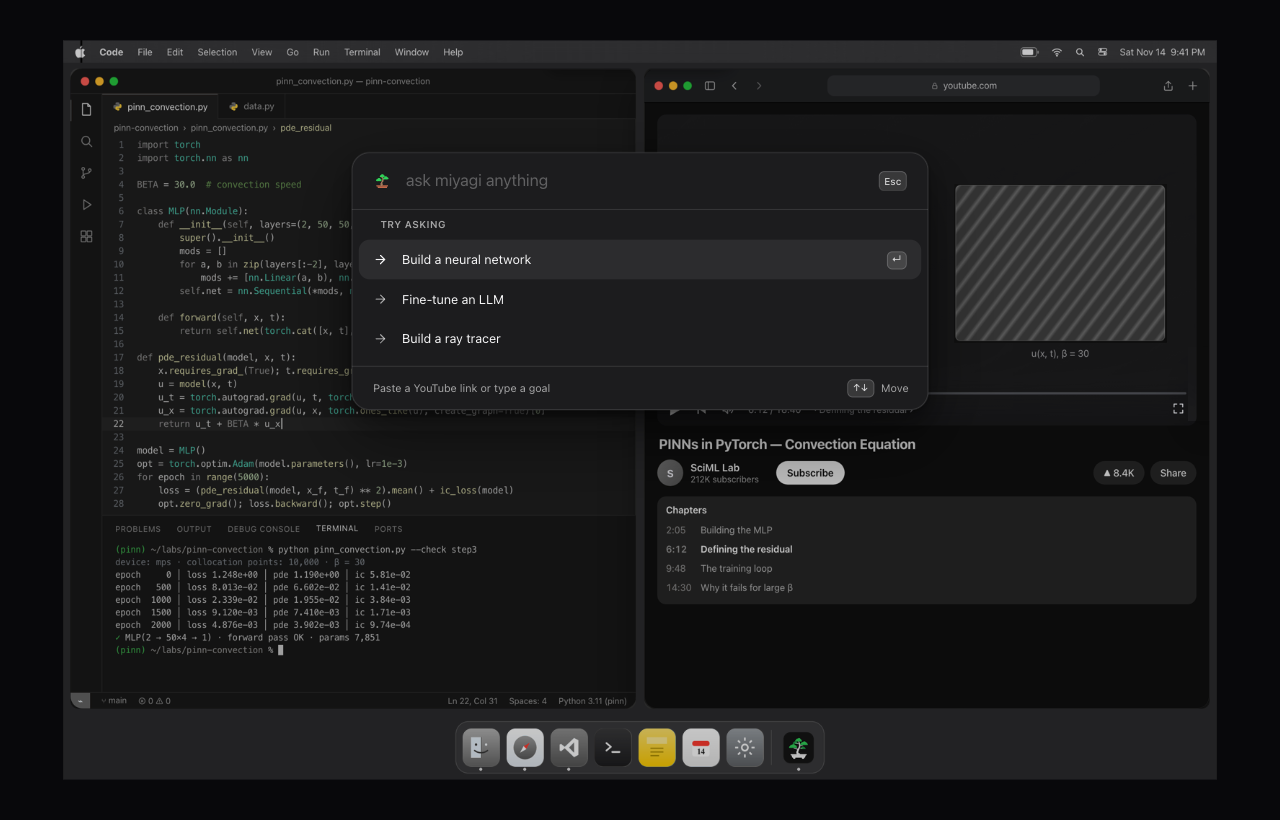 Code File Edit Selection View Go Run Terminal Window Help
Sat Nov 14 9:41 PM
pinn_convection.py — pinn-convection
pinn_convection.py data.py
pinn-convection › pinn_convection.py › pde_residual
1 import torch
2 import torch.nn as nn
3
4 BETA = 30.0 # convection speed
5
6 class MLP(nn.Module):
7 def __init__(self, layers=(2, 50, 50,
8 super().__init__()
9 mods = []
10 for a, b in zip(layers[:-2],
11 mods += [nn.Linear(a, b),
12 self.net = nn.Sequential(*mods,
13
14 def forward(self, x, t):
15 return self.net(torch.cat([x, t]
16
17 def pde_residual(model, x, t):
18 x.requires_grad_(True);
19 u = model(x, t)
20 u_t = torch.autograd.grad(u, t,
21 u_x = torch.autograd.grad(u, x, torch.ones_like(u), create_graph=True)[0]
22 return u_t + BETA * u_x
23
24 model = MLP()
25 opt = torch.optim.Adam(model.parameters(), lr=1e-3)
26 for epoch in range(5000):
27 loss = (pde_residual(model, x_f, t_f) ** 2).mean() + ic_loss(model)
28 opt.zero_grad(); loss.backward(); opt.step()
PROBLEMS OUTPUT DEBUG CONSOLE TERMINAL PORTS
(pinn) ~/labs/pinn-convection % python pinn_convection.py --check step3
device: mps · collocation points: 10,000 · β = 30
epoch 0 | loss 1.248e+00 | pde 1.190e+00 | ic 5.81e-02
epoch 500 | loss 8.013e-02 | pde 6.602e-02 | ic 1.41e-02
epoch 1000 | loss 2.339e-02 | pde 1.955e-02 | ic 3.84e-03
epoch 1500 | loss 9.120e-03 | pde 7.410e-03 | ic 1.71e-03
epoch 2000 | loss 4.876e-03 | pde 3.902e-03 | ic 9.74e-04
✓ MLP(2 → 50×4 → 1) · forward pass OK · params 7,851
(pinn) ~/labs/pinn-convection %
main 0 0 Ln 22, Col 31 Spaces: 4 Python 3.11 (pinn)
ask miyagi anything Esc
TRY ASKING
→ Build a neural network ↵
→ Fine-tune an LLM
→ Build a ray tracer
Paste a YouTube link or type a goal ↑↓ Move
youtube.com
u(x, t), β = 30
PINNs in PyTorch — Convection Equation
S SciML Lab
212K subscribers
Subscribe
▲ 8.4K Share
Chapters
2:05 Building the MLP
6:12 Defining the residual
9:48 The training loop
14:30 Why it fails for large β
14